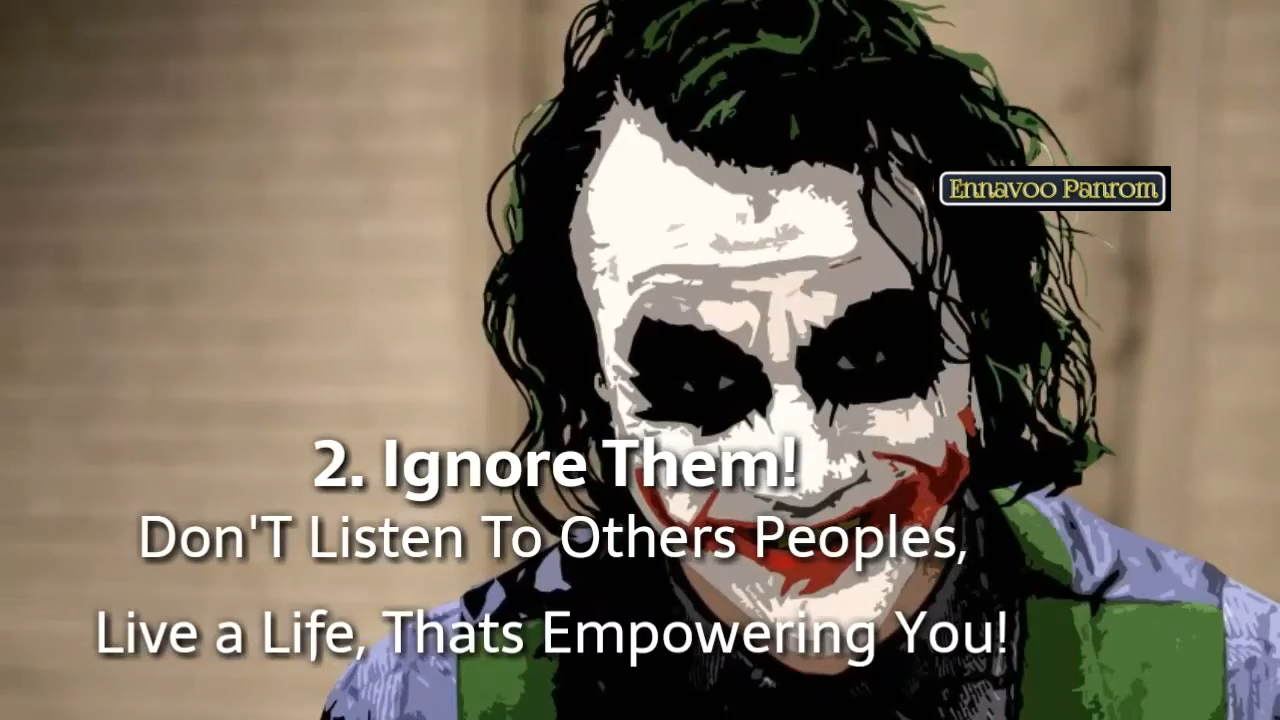 Ennavoo Panrom
2. Ignore Them!
Don'T Listen To Others Peoples,
Live a Life, Thats Empowering You!